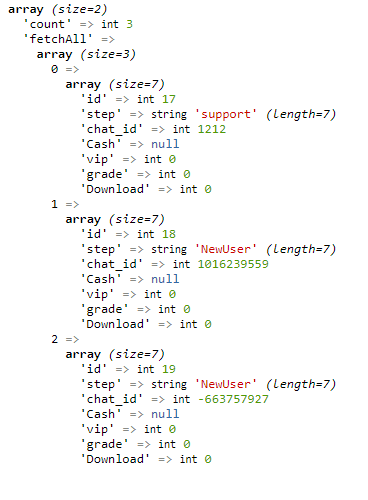 array (size=2)
  'count' => int 3
  'fetchAll' =>
    array (size=3)
      0 =>
        array (size=7)
          'id' => int 17
          'step' => string 'support' (length=7)
          'chat_id' => int 1212
          'Cash' => null
          'vip' => int 0
          'grade' => int 0
          'Download' => int 0
      1 =>
        array (size=7)
          'id' => int 18
          'step' => string 'NewUser' (length=7)
          'chat_id' => int 1016239559
          'Cash' => null
          'vip' => int 0
          'grade' => int 0
          'Download' => int 0
      2 =>
        array (size=7)
          'id' => int 19
          'step' => string 'NewUser' (length=7)
          'chat_id' => int -663757927
          'Cash' => null
          'vip' => int 0
          'grade' => int 0
          'Download' => int 0